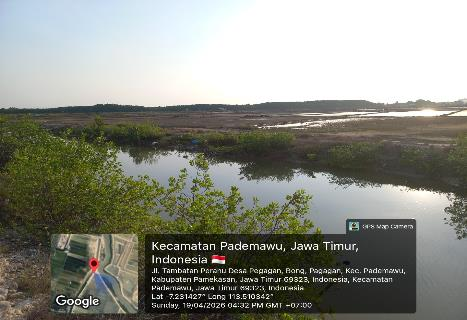 GPS Map Camera
Kecamatan Pademawu, Jawa Timur,
Indonesia 🇮🇩
Jl. Tambatan Perahu Desa Pegagan, Bong, Pagagan, Kec. Pademawu,
Kabupaten Pamekasan, Jawa Timur 69323, Indonesia, Kecamatan
Pademawu, Jawa Timur 69323, Indonesia
Lat -7.231427° Long 113.510342°
Sunday, 19/04/2026 04:32 PM GMT +07:00
Google